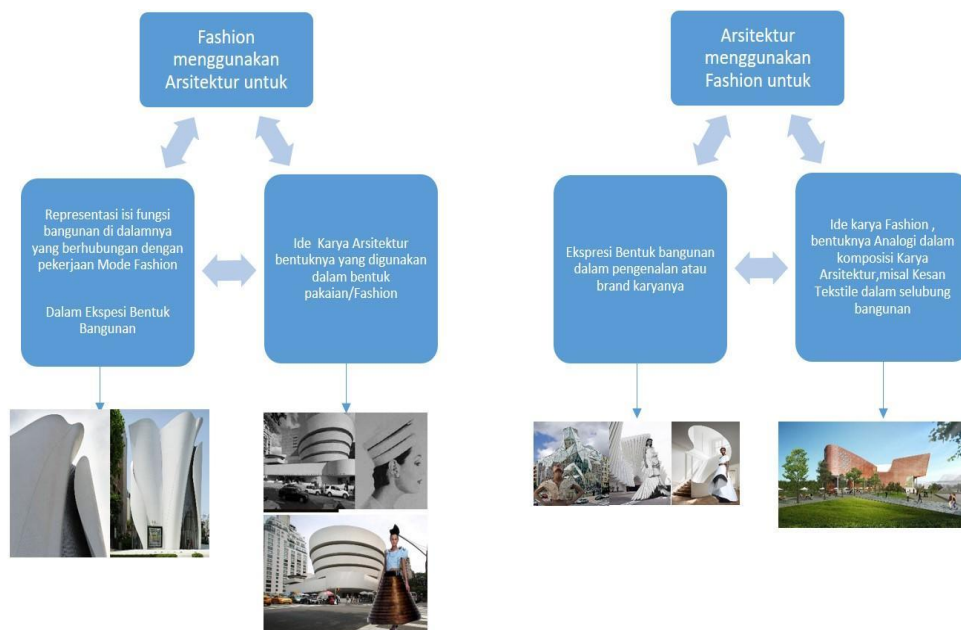 Fashion
menggunakan
Arsitektur untuk
Representasi isi fungsi
bangunan di dalamnya
yang berhubungan dengan
pekerjaan Mode Fashion
Dalam Ekspesi Bentuk
Bangunan
Ide Karya Arsitektur
bentuknya yang digunakan
dalam bentuk
pakaian/Fashion
Arsitektur
menggunakan
Fashion untuk
Ekspresi Bentuk bangunan
dalam pengenalan atau
brand karyanya
Ide karya Fashion ,
bentuknya Analogi dalam
komposisi Karya
Arsitektur,misal Kesan
Tekstile dalam selubung
bangunan